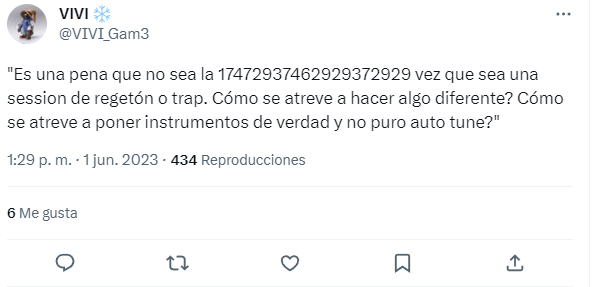 VIVI ❄️
@VIVI_Gam3
"Es una pena que no sea la 17472937462929372929 vez que sea una
session de regetón o trap. Cómo se atreve a hacer algo diferente? Cómo
se atreve a poner instrumentos de verdad y no puro auto tune?"
1:29 p. m. · 1 jun. 2023 · 434 Reproducciones
6 Me gusta